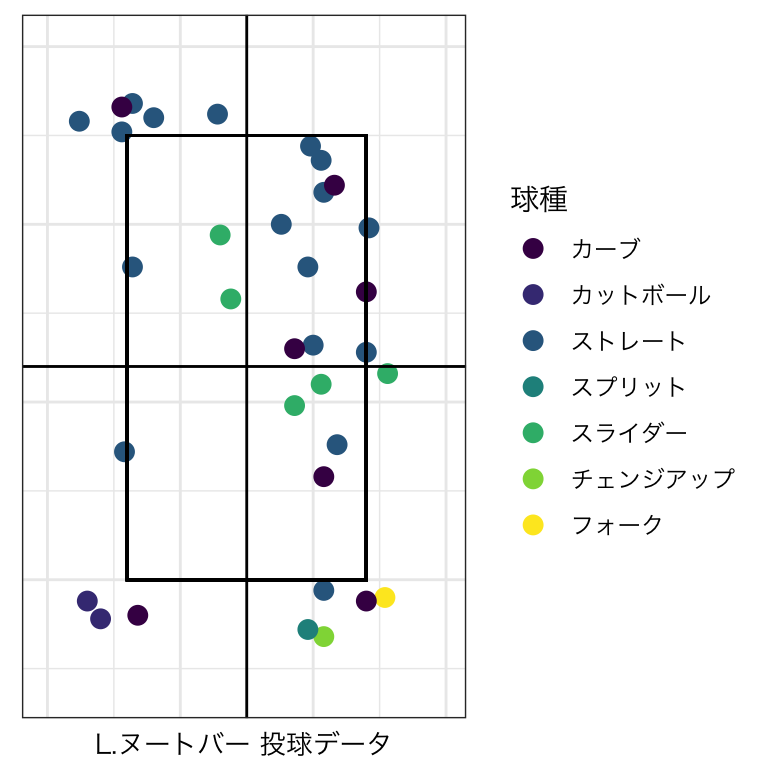 球種
カーブ
カットボール
ストレート
スプリット
スライダー
チェンジアップ
フォーク
L.ヌートバー 投球データ